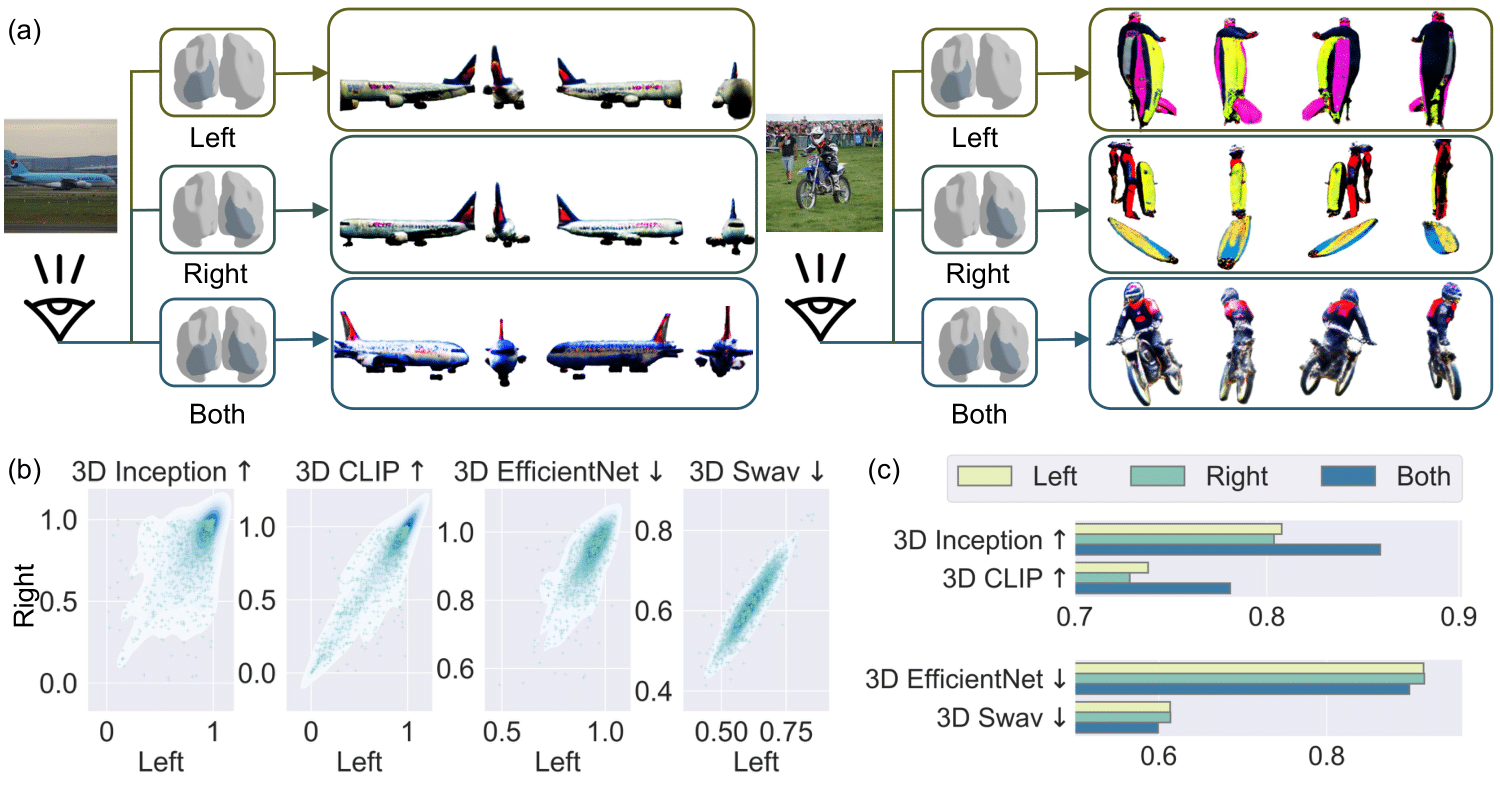 (a)
Left
Right
Both
Left
Right
Both
(b)
3D Inception ↑
3D CLIP ↑
3D EfficientNet ↓
3D Swav ↓
Right
1.0
0.5
0.0
0
1
Left
1.0
0.5
0.0
0
1
Left
1.0
0.8
0.6
0.5
1.0
Left
0.8
0.6
0.4
0.50
0.75
Left
(c)
Left
Right
Both
3D Inception ↑
3D CLIP ↑
0.7
0.8
0.9
3D EfficientNet ↓
3D Swav ↓
0.6
0.8